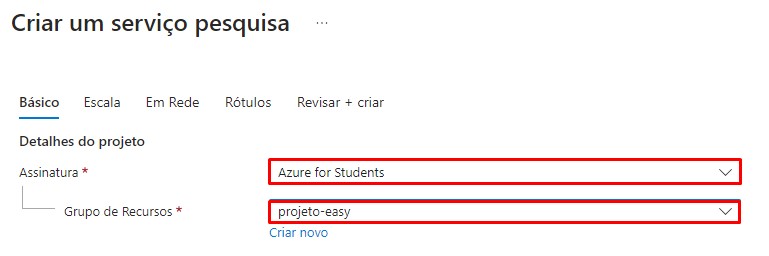 Criar um serviço pesquisa ...
Básico Escala Em Rede Rótulos Revisar + criar
Detalhes do projeto
Assinatura * Azure for Students
Grupo de Recursos * projeto-easy
Criar novo